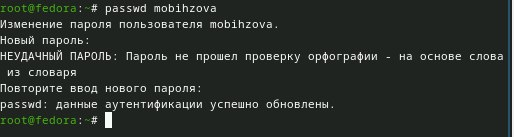 root@fedora:~# passwd mobihzova
Изменение пароля пользователя mobihzova.
Новый пароль:
НЕУДАЧНЫЙ ПАРОЛЬ: Пароль не прошел проверку орфографии - на основе слова
 из словаря
Повторите ввод нового пароля:
passwd: данные аутентификации успешно обновлены.
root@fedora:~#